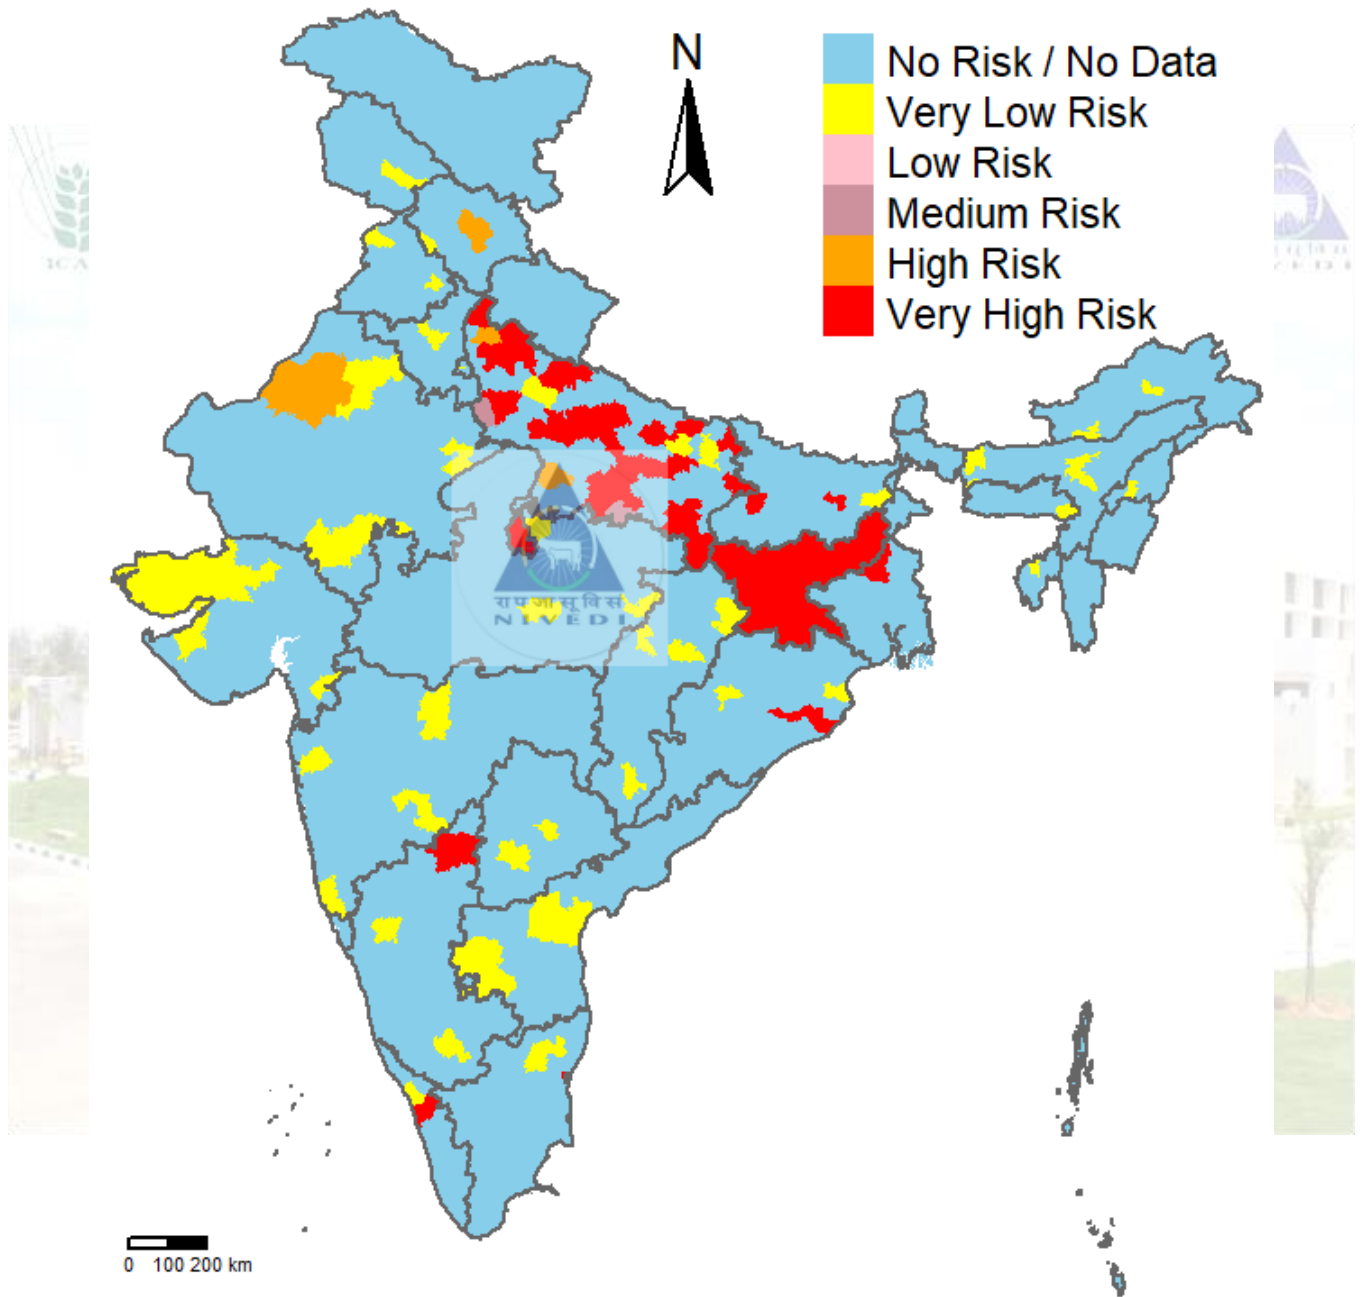 N
No Risk / No Data
Very Low Risk
Low Risk
Medium Risk
High Risk
Very High Risk
राप जा सू वि सं
NIVEDI
0 100 200 km